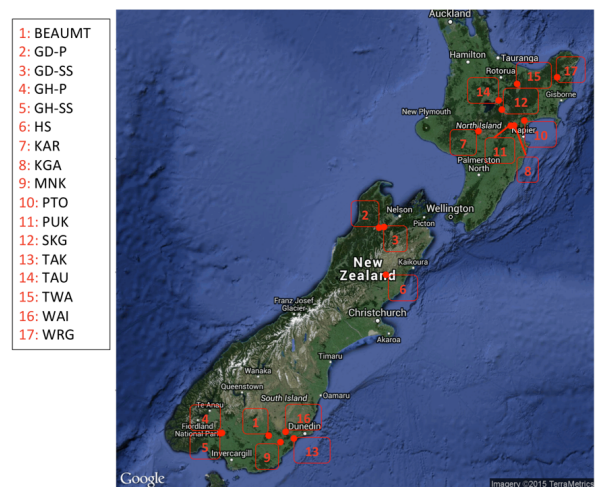 1: BEAUMT
2: GD-P
3: GD-SS
4: GH-P
5: GH-SS
6: HS
7: KAR
8: KGA
9: MNK
10: PTO
11: PUK
12: SKG
13: TAK
14: TAU
15: TWA
16: WAI
17: WRG
Auckland
Hamilton
Tauranga
Rotorua
15
17
14
12
Gisborne
New Plymouth
North Island
Napier
10
7
11
Palmerston
North
8
Nelson
Wellington
2
Picton
3
New
Zealand
Kaikoura
6
Franz Josef
Glacier
Christchurch
Akaroa
Timaru
Wanaka
Queenstown
South Island
Oamaru
Te Anau
4
Fiordland
National Park
1
16
Dunedin
5
Invercargill
9
13
Google
Imagery ©2015 TerraMetrics